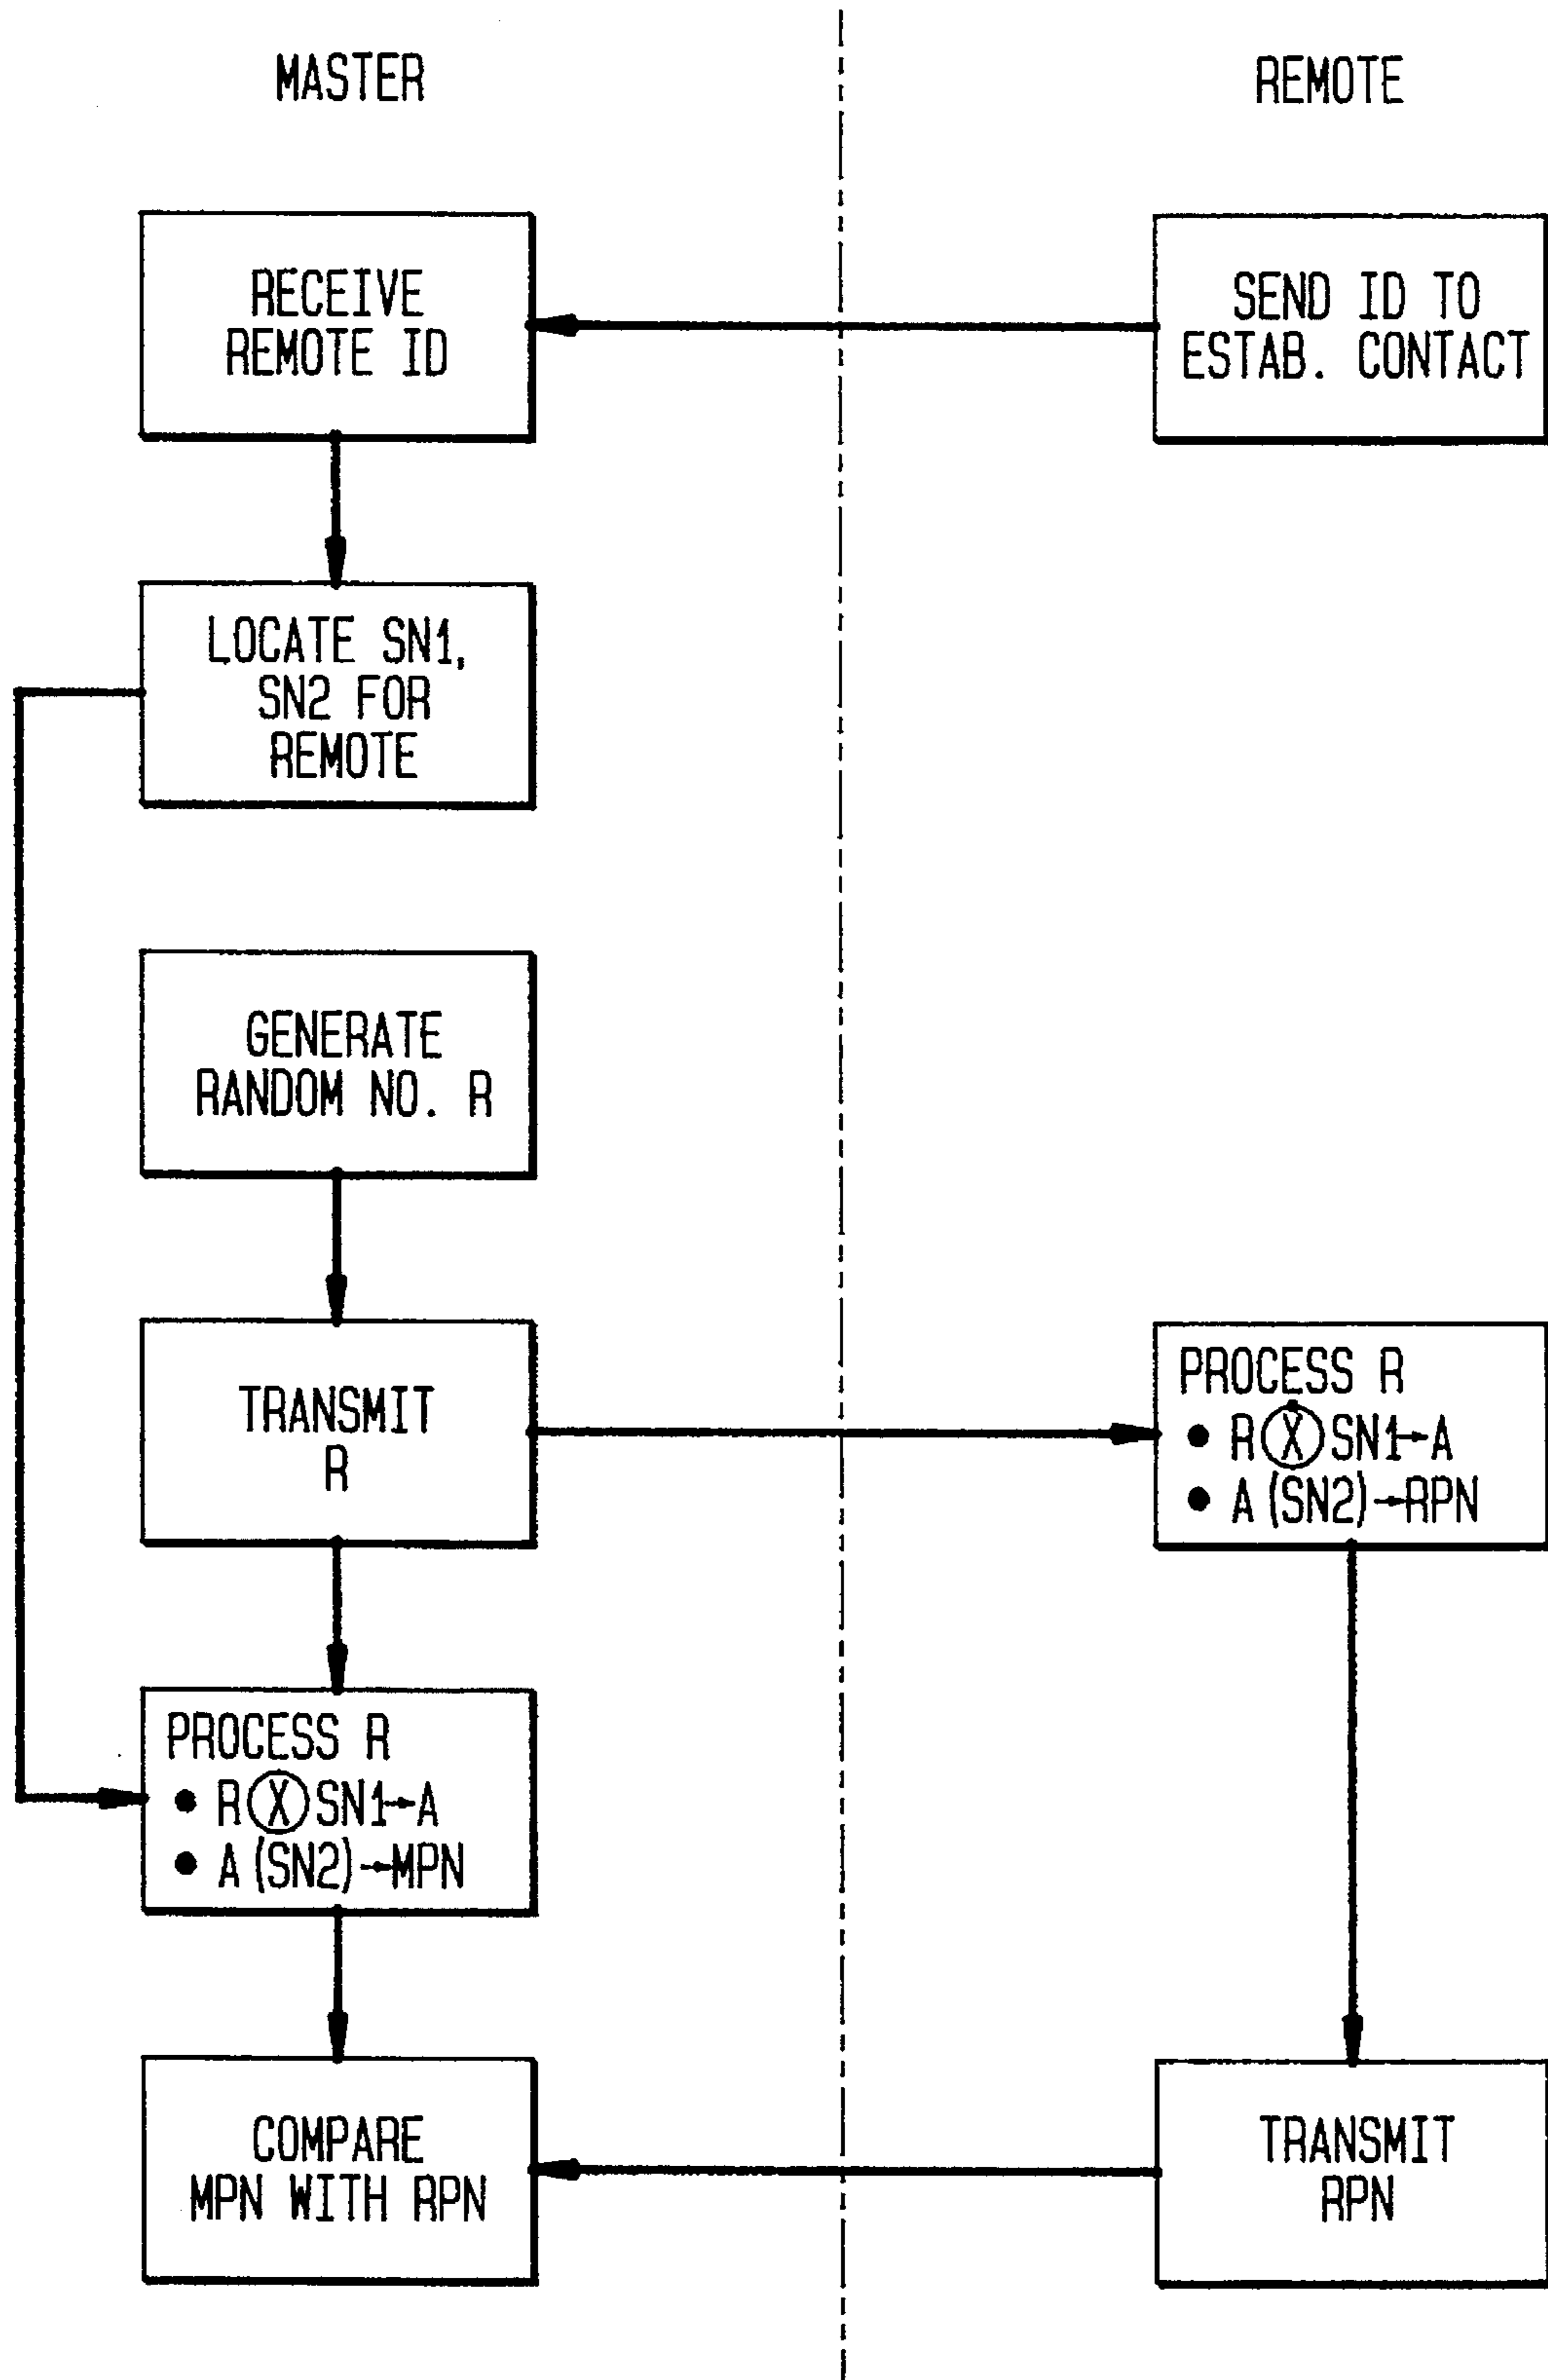 MASTER
REMOTE
RECEIVE
REMOTE ID
SEND ID TO
ESTAB. CONTACT
LOCATE SN1,
SN2 FOR
REMOTE
GENERATE
RANDOM NO. R
TRANSMIT
R
PROCESS R
● R Ⓧ SN1→A
● A (SN2)→RPN
PROCESS R
● R Ⓧ SN1→A
● A (SN2)→MPN
COMPARE
MPN WITH RPN
TRANSMIT
RPN